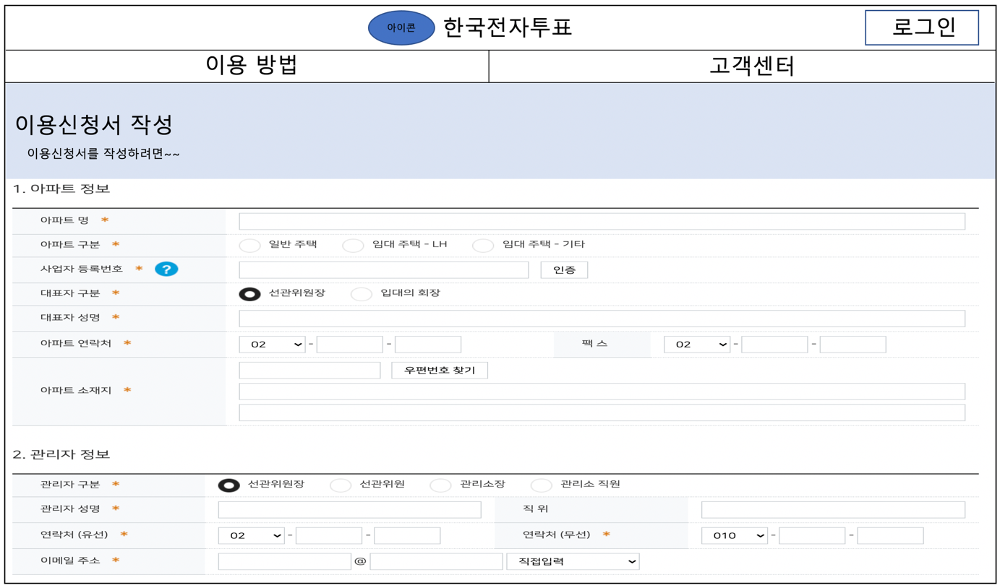 아이콘 한국전자투표 로그인
이용 방법 고객센터
이용신청서 작성
이용신청서를 작성하려면~~
1. 아파트 정보
아파트 명 *
아파트 구분 * 일반 주택 임대 주택 - LH 임대 주택 - 기타
사업자 등록번호 * ? 인증
대표자 구분 * 선관위원장 입대의 회장
대표자 성명 *
아파트 연락처 * 02 - - 팩 스 02 - -
우편번호 찾기
아파트 소재지 *
2. 관리자 정보
관리자 구분 * 선관위원장 선관위원 관리소장 관리소 직원
관리자 성명 * 직 위
연락처 (유선) * 02 - - 연락처 (무선) * 010 - -
이메일 주소 * @ 직접입력